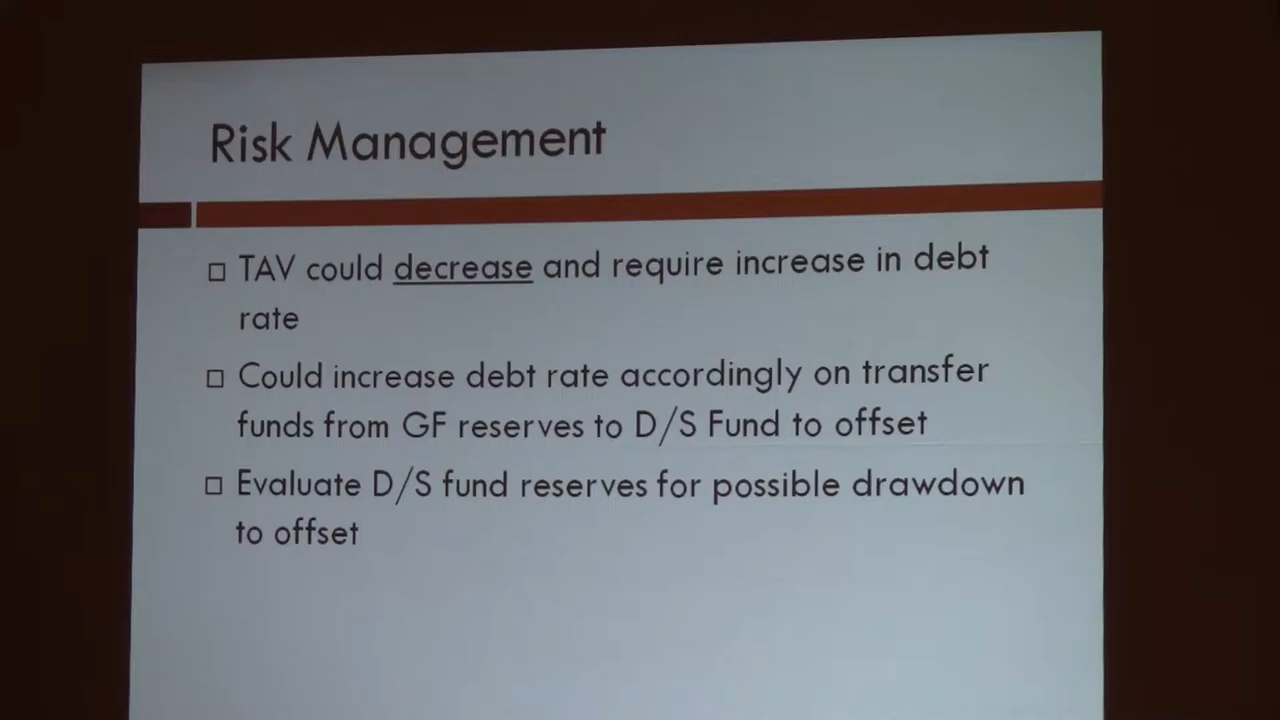 Risk Management
TAV could decrease and require increase in debt
rate
Could increase debt rate accordingly on transfer
funds from GF reserves to D/S Fund to offset
Evaluate D/S fund reserves for possible drawdown
to offset